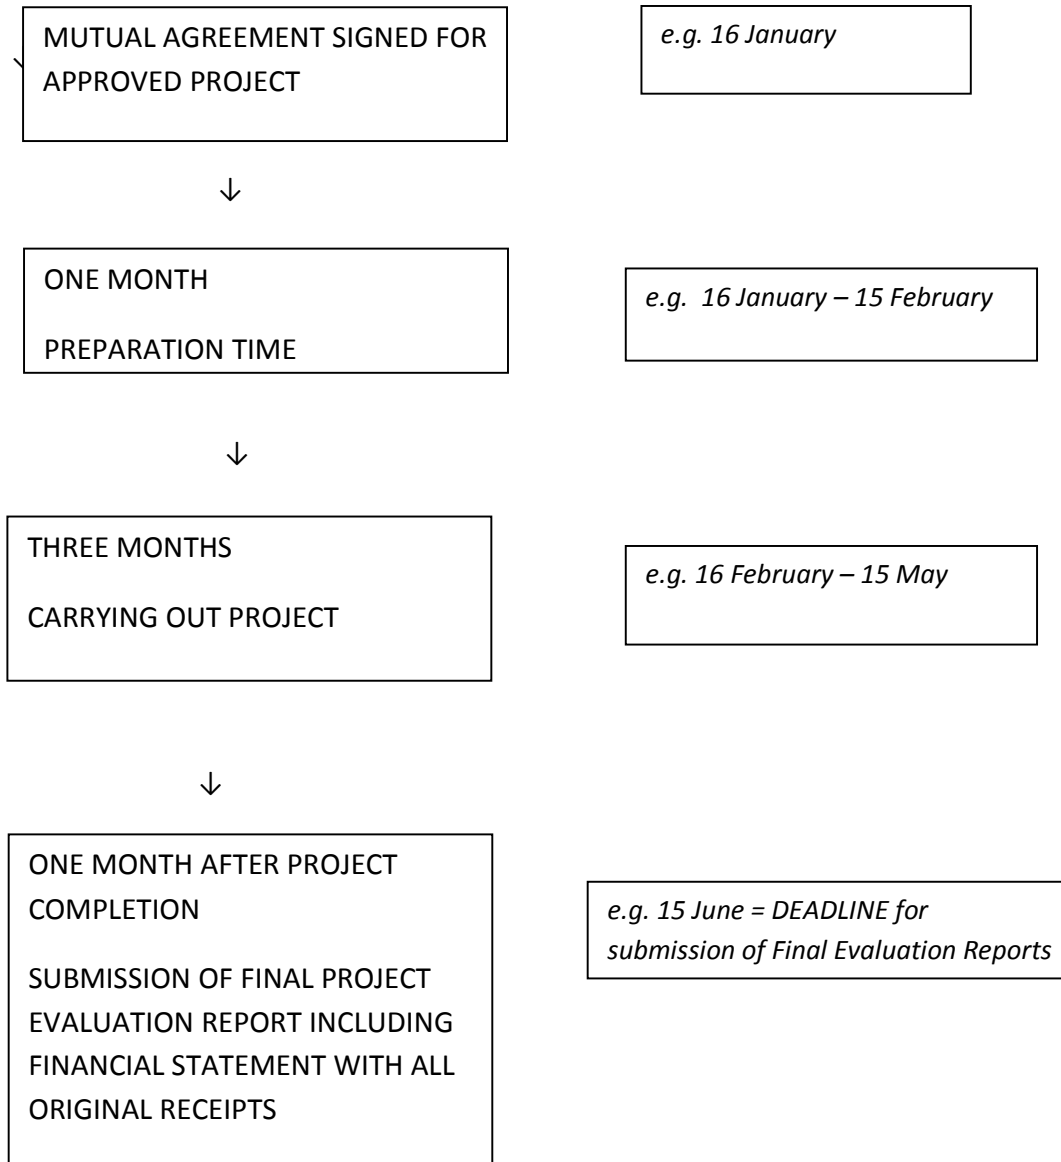 MUTUAL AGREEMENT SIGNED FOR
APPROVED PROJECT
e.g. 16 January
↓
ONE MONTH
PREPARATION TIME
e.g.  16 January – 15 February
↓
THREE MONTHS
CARRYING OUT PROJECT
e.g. 16 February – 15 May
↓
ONE MONTH AFTER PROJECT
COMPLETION
SUBMISSION OF FINAL PROJECT
EVALUATION REPORT INCLUDING
FINANCIAL STATEMENT WITH ALL
ORIGINAL RECEIPTS
e.g. 15 June = DEADLINE for
submission of Final Evaluation Reports